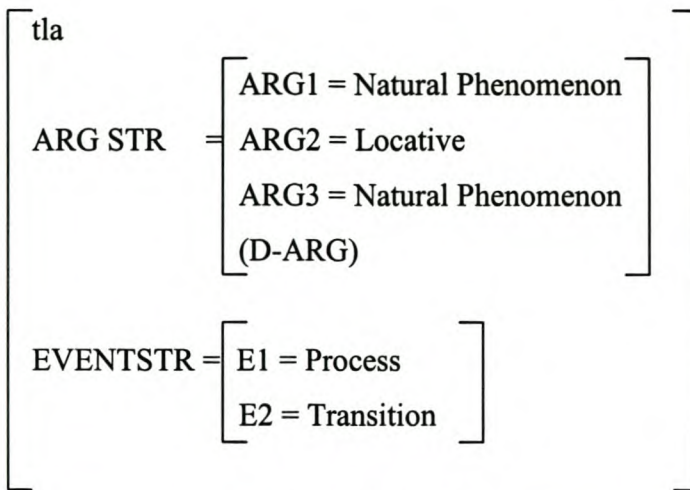 tla
ARG1 = Natural Phenomenon
ARG STR = ARG2 = Locative
ARG3 = Natural Phenomenon
(D-ARG)
EVENTSTR = E1 = Process
E2 = Transition